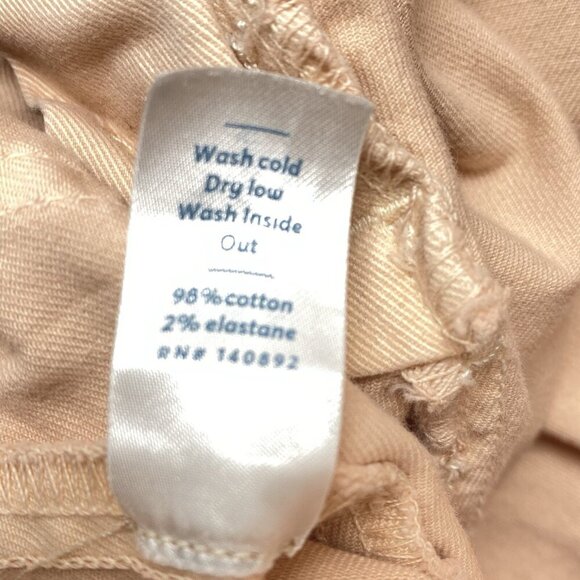 Wash cold
Dry low
Wash Inside
Out
98% cotton
2% elastane
RN# 140892